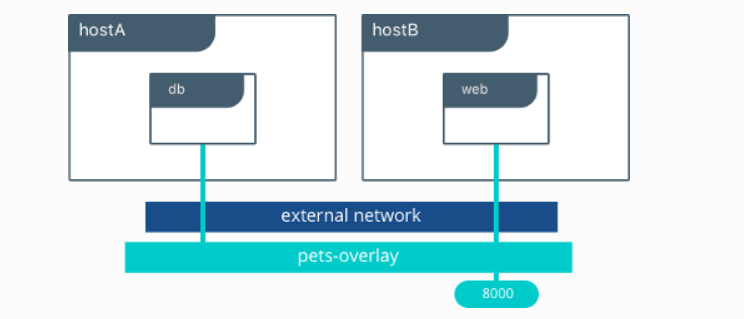 hostA
hostB
db
web
external network
pets-overlay
8000